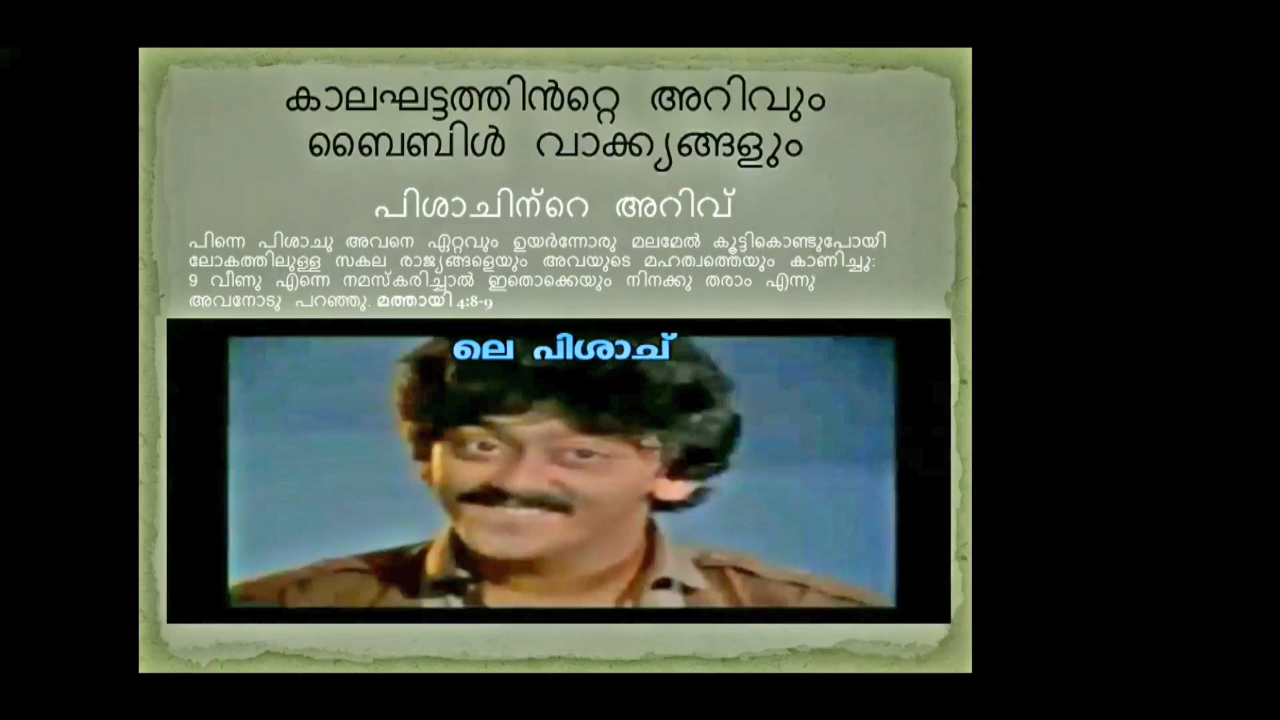 കാലഘട്ടത്തിൻറ്റെ അറിവും
ബൈബിൾ വാക്ക്യങ്ങളും
പിശാചിന്റെ അറിവ്
പിന്നെ പിശാചു അവനെ ഏറ്റവും ഉയർന്നോരു മലമേൽ കൂട്ടികൊണ്ടുപോയി
ലോകത്തിലുള്ള സകല രാജ്യങ്ങളെയും അവയുടെ മഹത്വത്തെയും കാണിച്ചു:
9 വീണു എന്നെ നമസ്കരിച്ചാൽ ഇതൊക്കെയും നിനക്കു തരാം എന്നു
അവനോടു പറഞ്ഞു. മത്തായി 4:8-9
ലെ പിശാച്